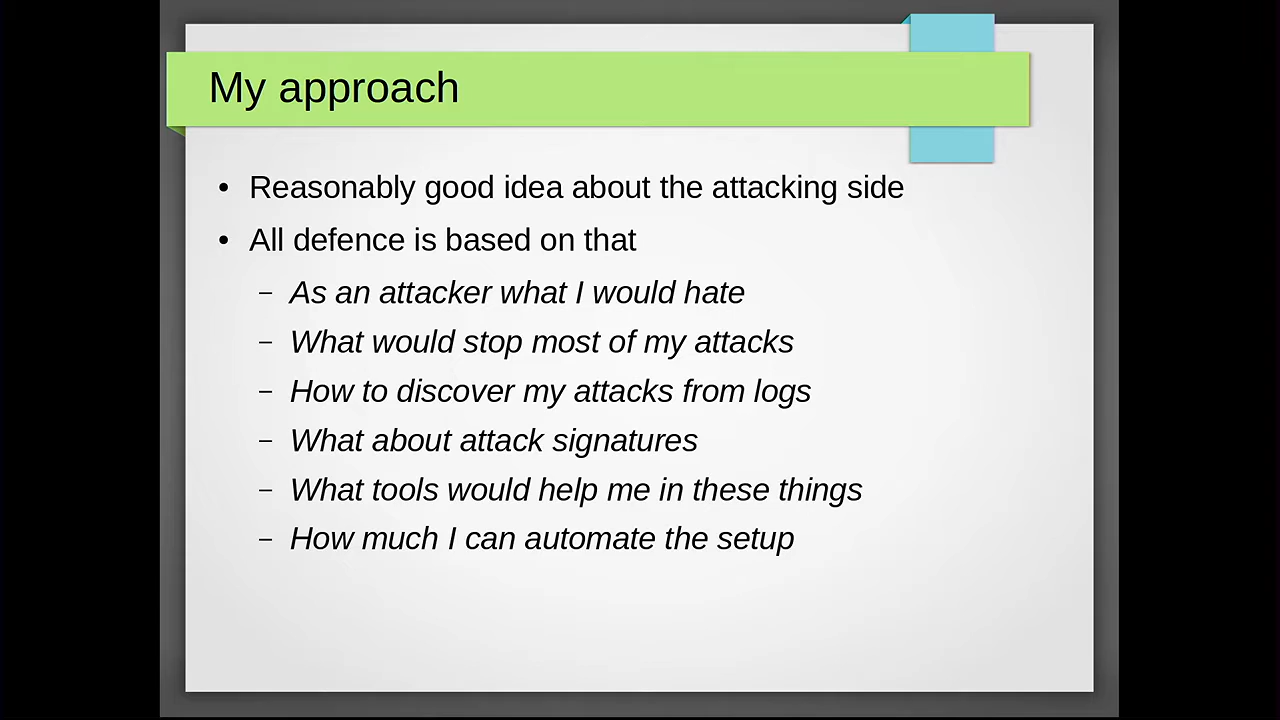 My approach
• Reasonably good idea about the attacking side
• All defence is based on that
– As an attacker what I would hate
– What would stop most of my attacks
– How to discover my attacks from logs
– What about attack signatures
– What tools would help me in these things
– How much I can automate the setup